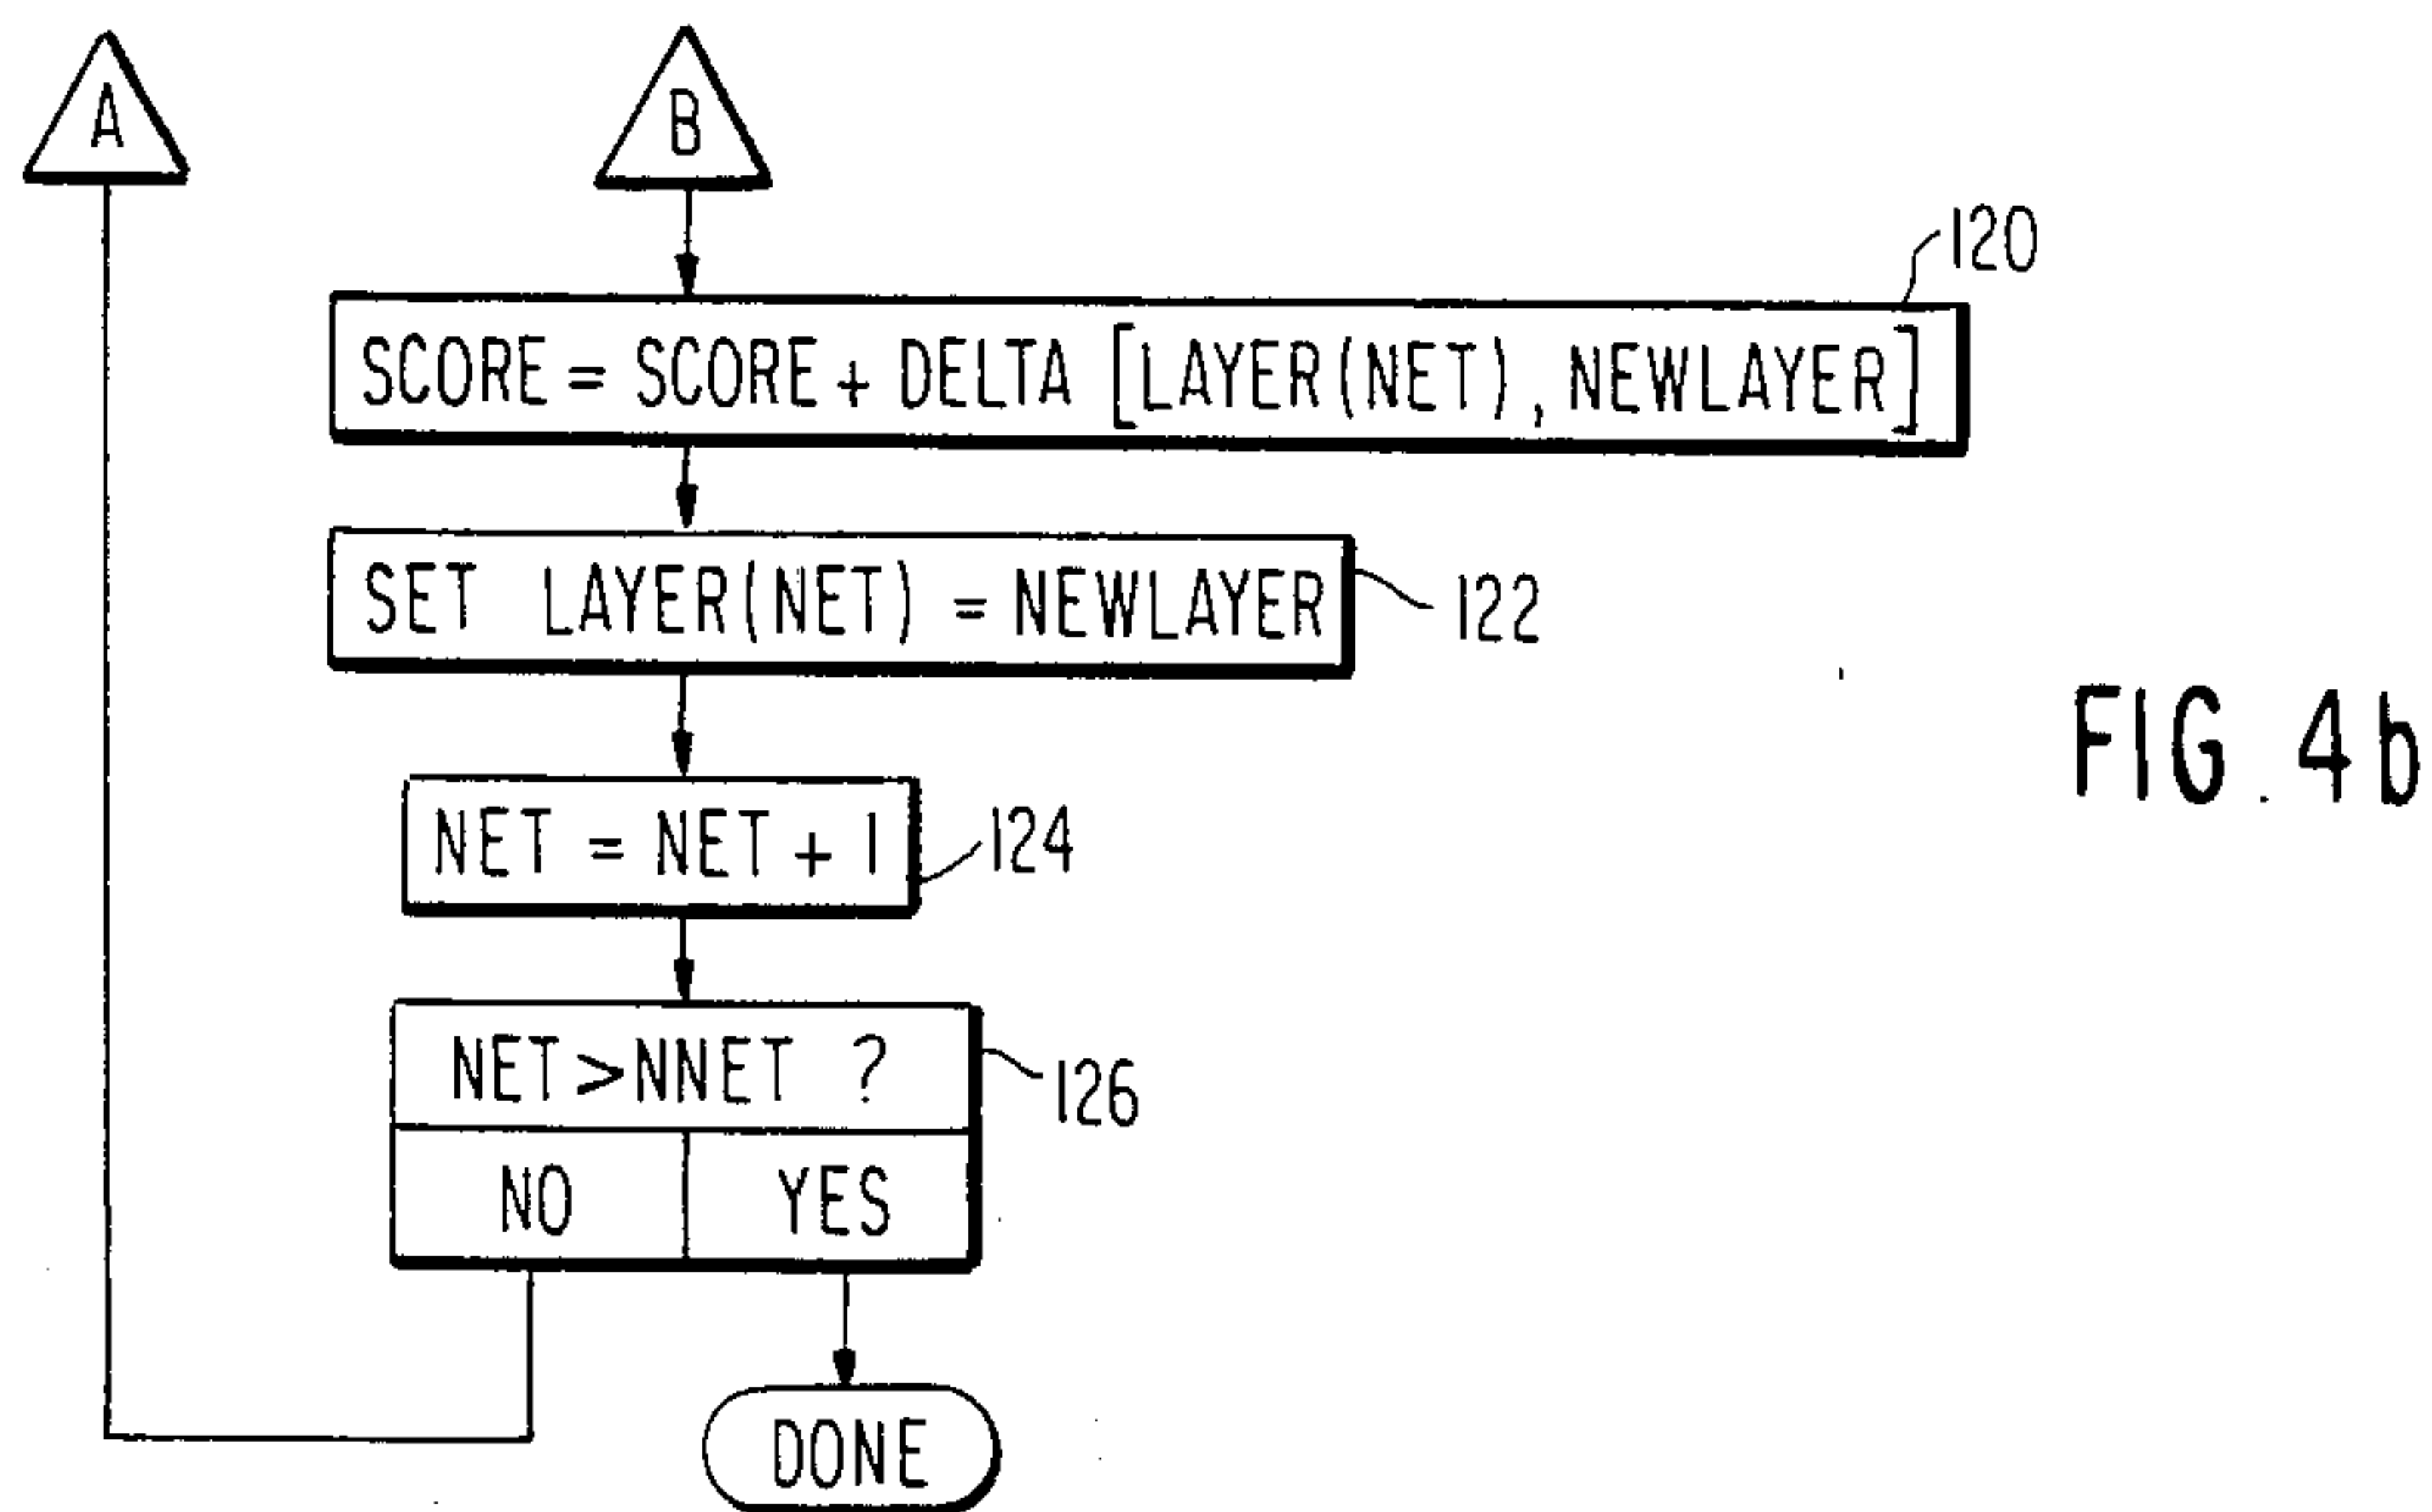 A
B
120
SCORE = SCORE + DELTA [LAYER(NET), NEWLAYER]
SET LAYER(NET) = NEWLAYER
122
FIG. 4b
NET = NET + 1
124
NET > NNET ?
126
NO
YES
DONE